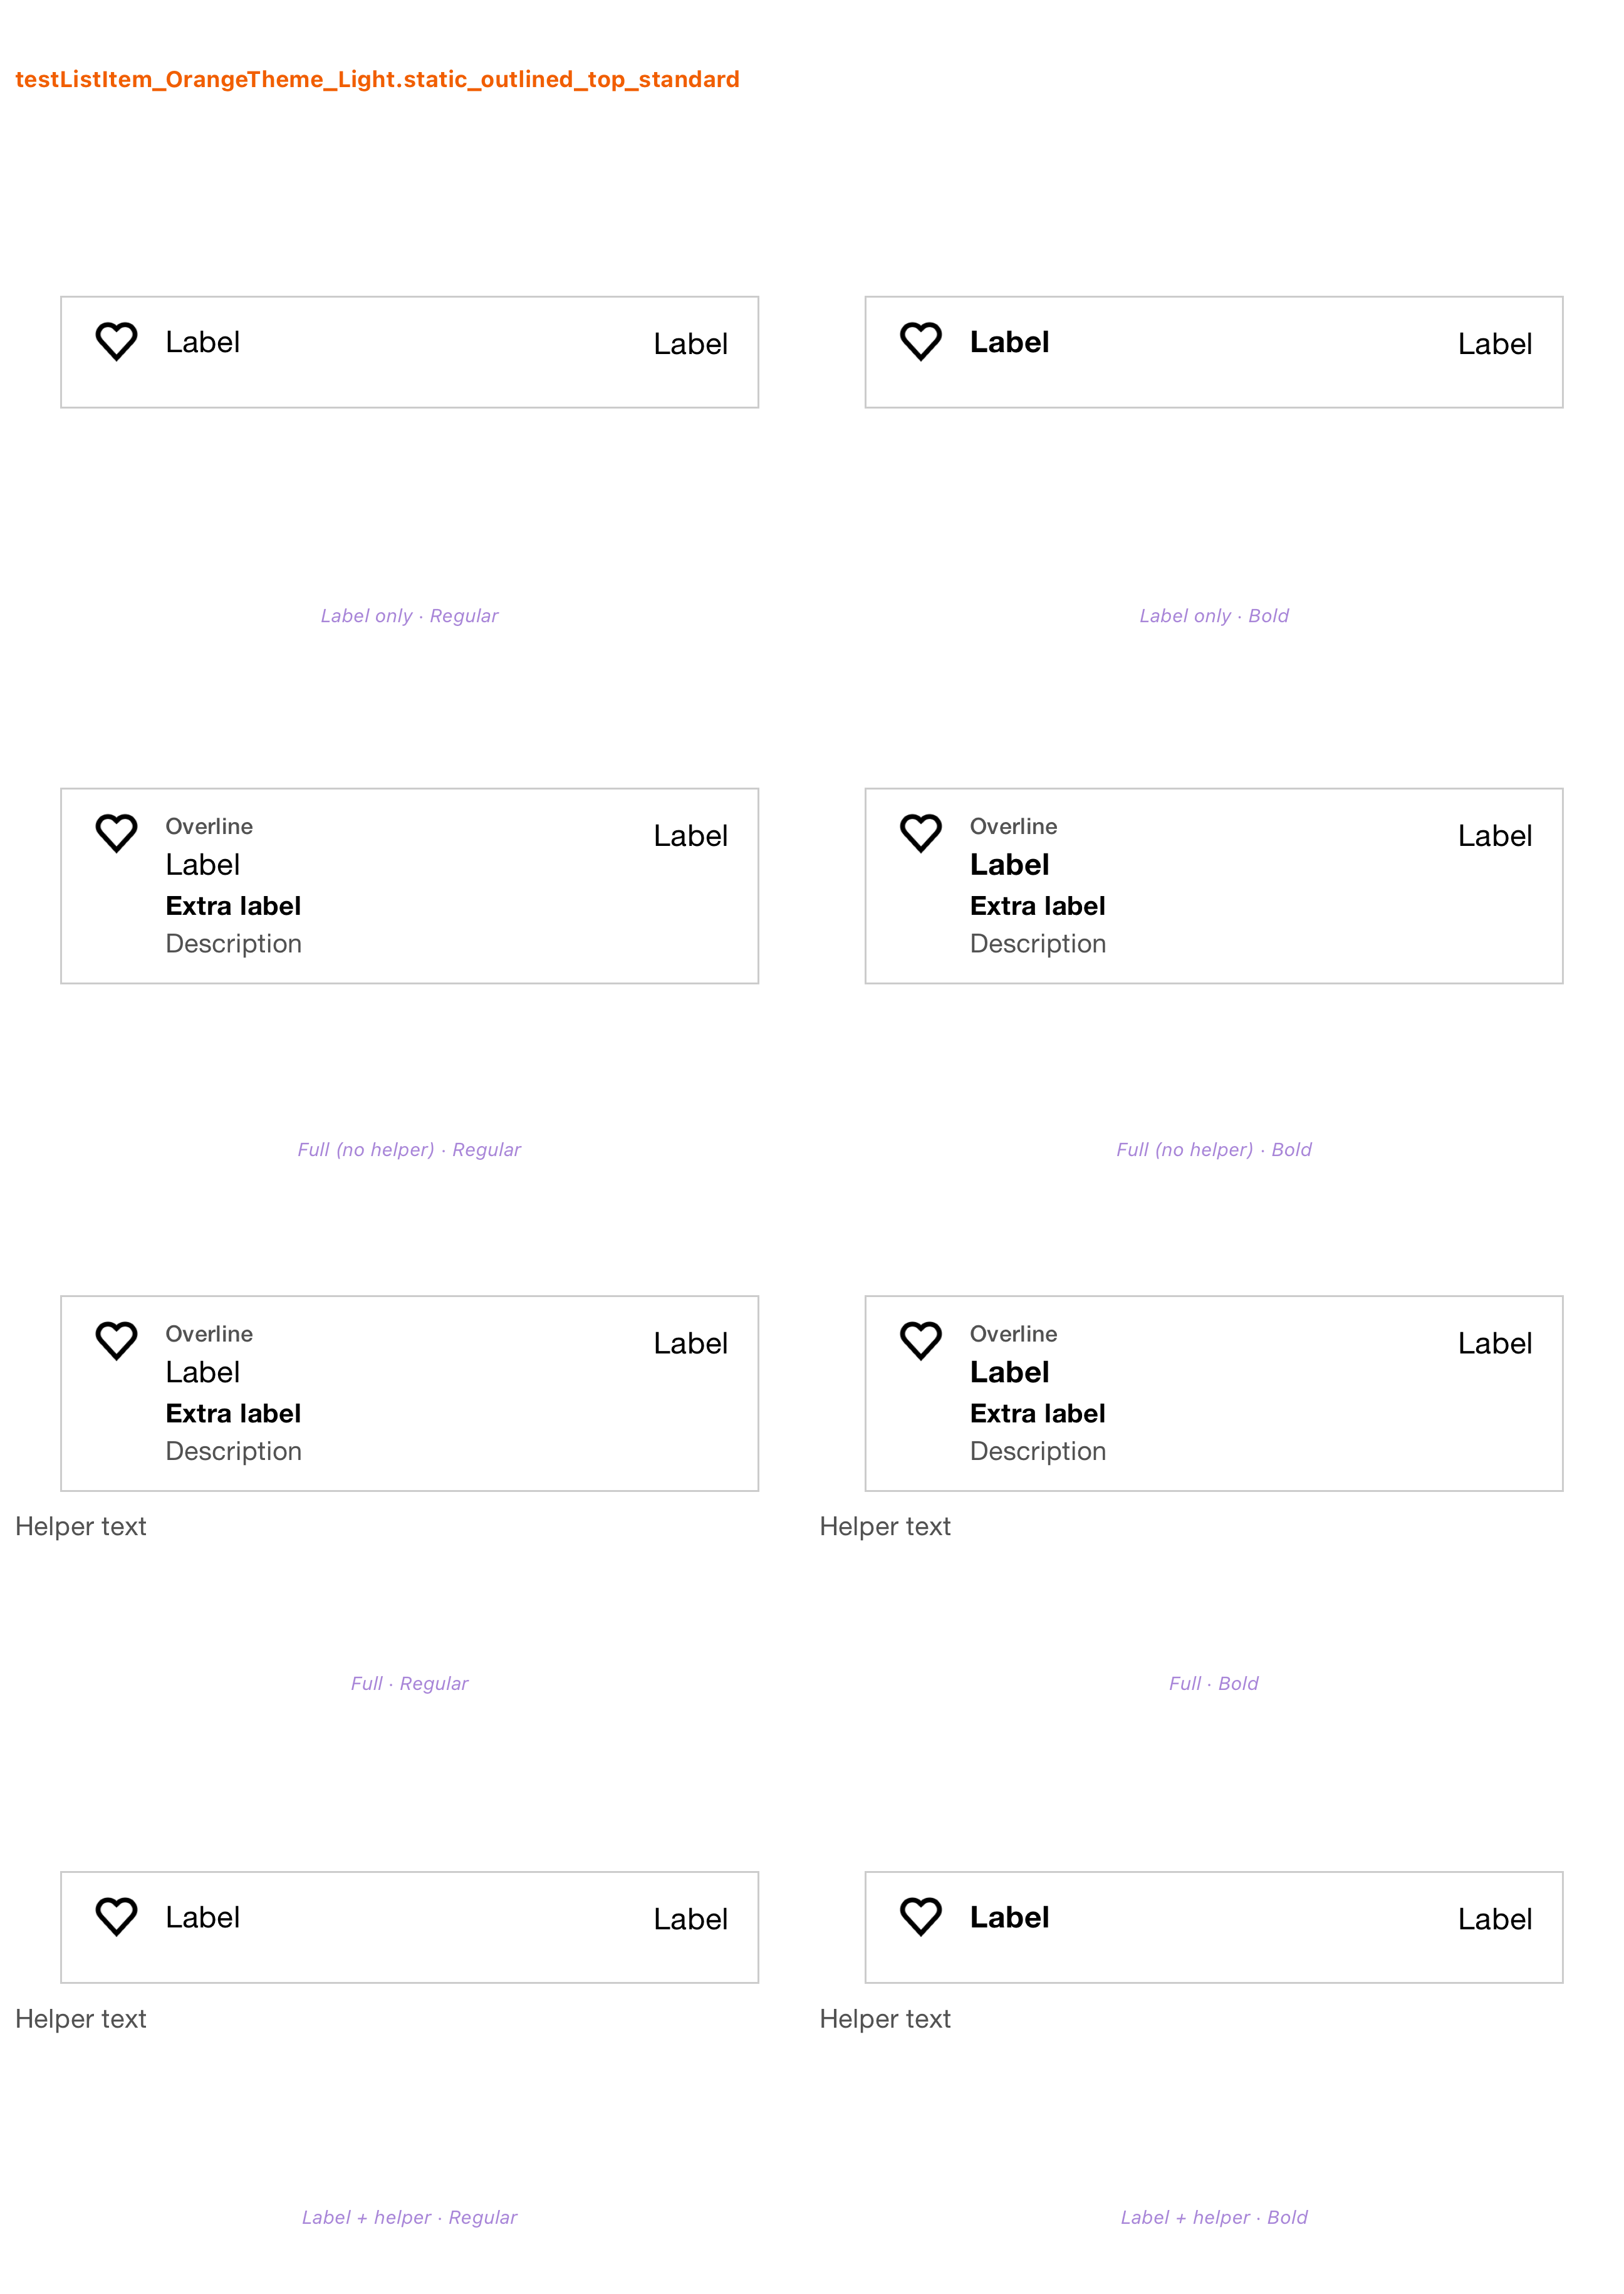 testListItem_OrangeTheme_Light.static_outlined_top_standard
Label Label
Label Label
Label only · Regular
Label only · Bold
Overline
Label
Label
Extra label
Description
Overline
Label
Label
Extra label
Description
Full (no helper) · Regular
Full (no helper) · Bold
Overline
Label
Label
Extra label
Description
Helper text
Overline
Label
Label
Extra label
Description
Helper text
Full · Regular
Full · Bold
Label Label
Helper text
Label Label
Helper text
Label + helper · Regular
Label + helper · Bold